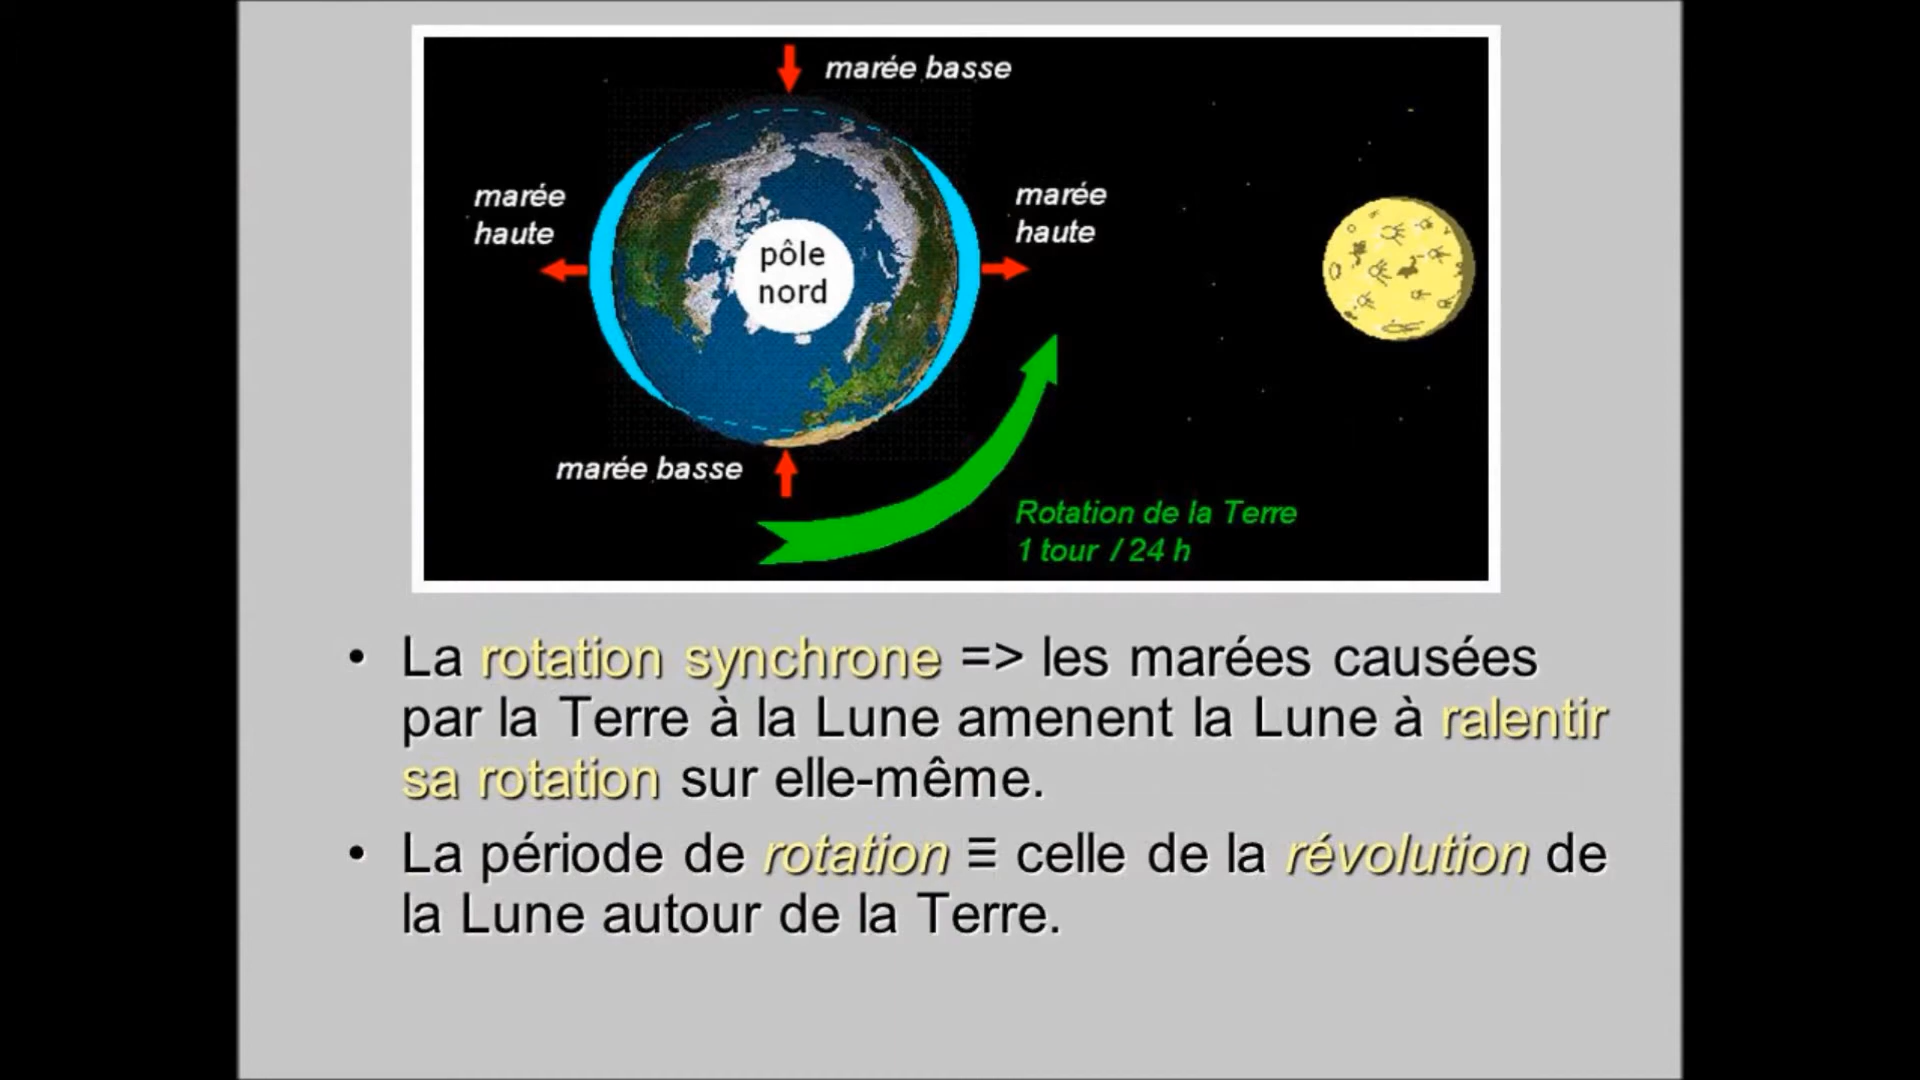 marée basse
marée
haute
marée
haute
pôle
nord
marée basse
Rotation de la Terre
1 tour / 24 h
• La rotation synchrone => les marées causées
par la Terre à la Lune amenent la Lune à ralentir
sa rotation sur elle-même.
• La période de rotation ≡ celle de la révolution de
la Lune autour de la Terre.